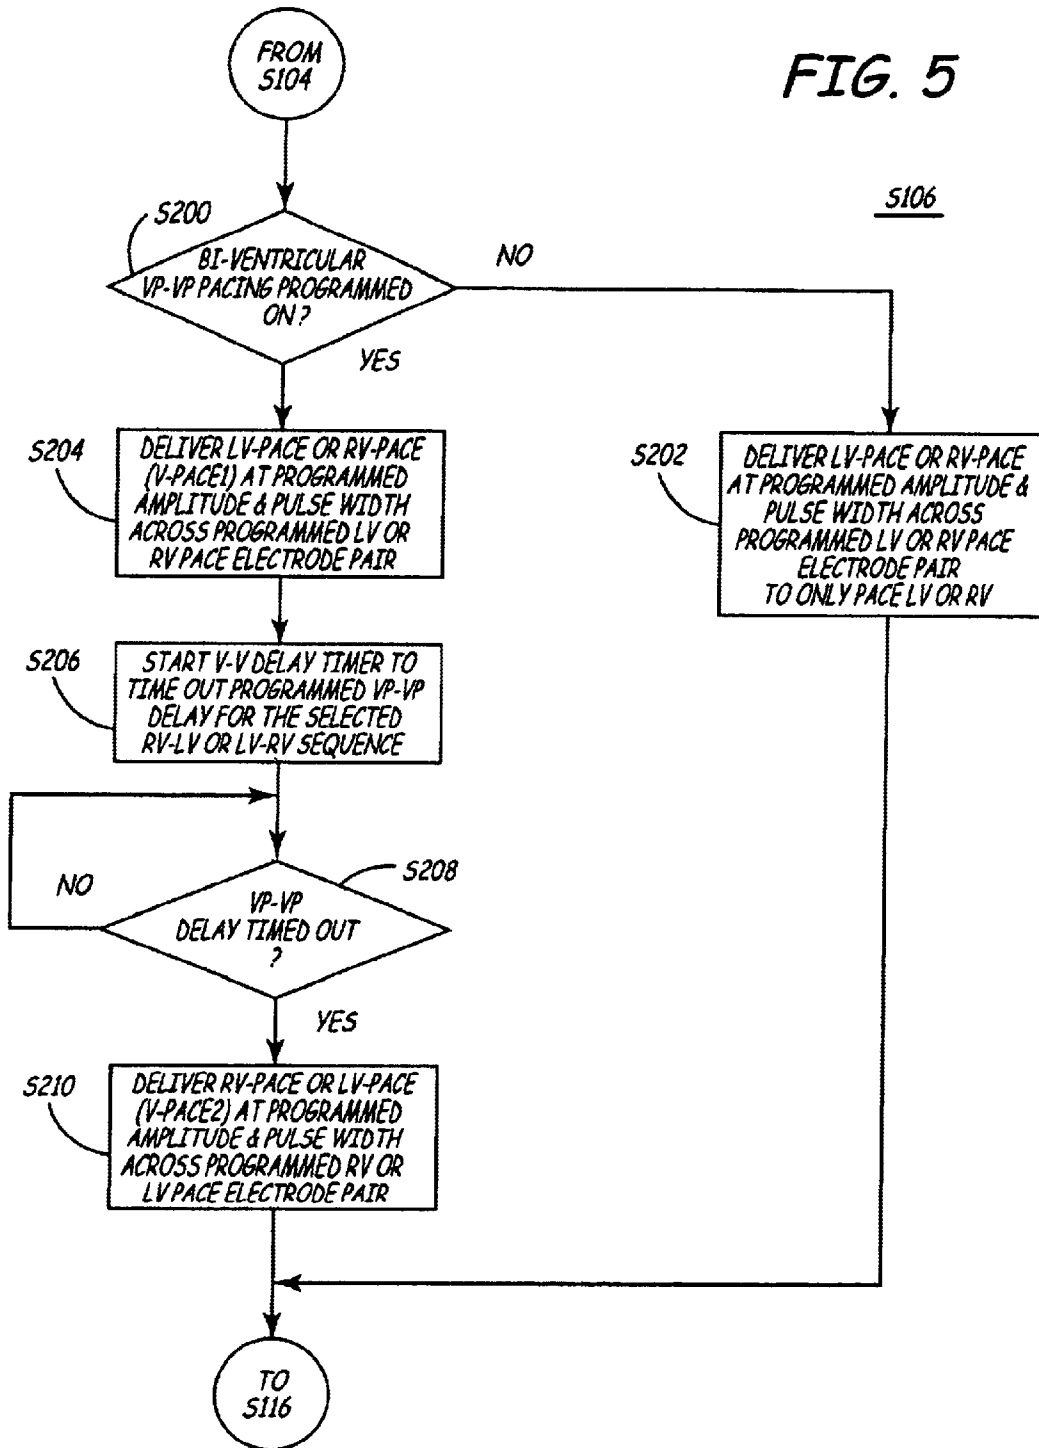 FROM
S104
FIG. 5
S106
S200
BI-VENTRICULAR
VP-VP PACING PROGRAMMED
ON?
NO
YES
S204
DELIVER LV-PACE OR RV-PACE
(V-PACE1) AT PROGRAMMED
AMPLITUDE & PULSE WIDTH
ACROSS PROGRAMMED LV OR
RV PACE ELECTRODE PAIR
S202
DELIVER LV-PACE OR RV-PACE
AT PROGRAMMED AMPLITUDE &
PULSE WIDTH ACROSS
PROGRAMMED LV OR RV PACE
ELECTRODE PAIR
TO ONLY PACE LV OR RV
S206
START V-V DELAY TIMER TO
TIME OUT PROGRAMMED VP-VP
DELAY FOR THE SELECTED
RV-LV OR LV-RV SEQUENCE
S208
NO
VP-VP
DELAY TIMED OUT
?
YES
S210
DELIVER RV-PACE OR LV-PACE
(V-PACE2) AT PROGRAMMED
AMPLITUDE & PULSE WIDTH
ACROSS PROGRAMMED RV OR
LV PACE ELECTRODE PAIR
TO
S116